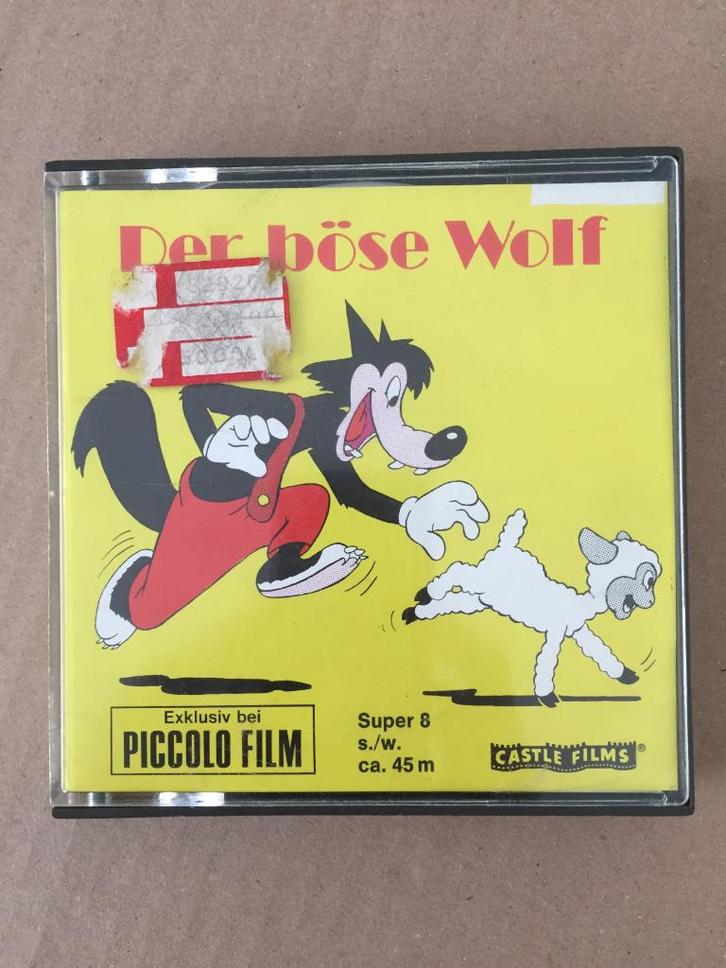 Der böse Wolf
Exklusiv bei
PICCOLO FILM
Super 8
s./w.
ca. 45 m
CASTLE FILMS®